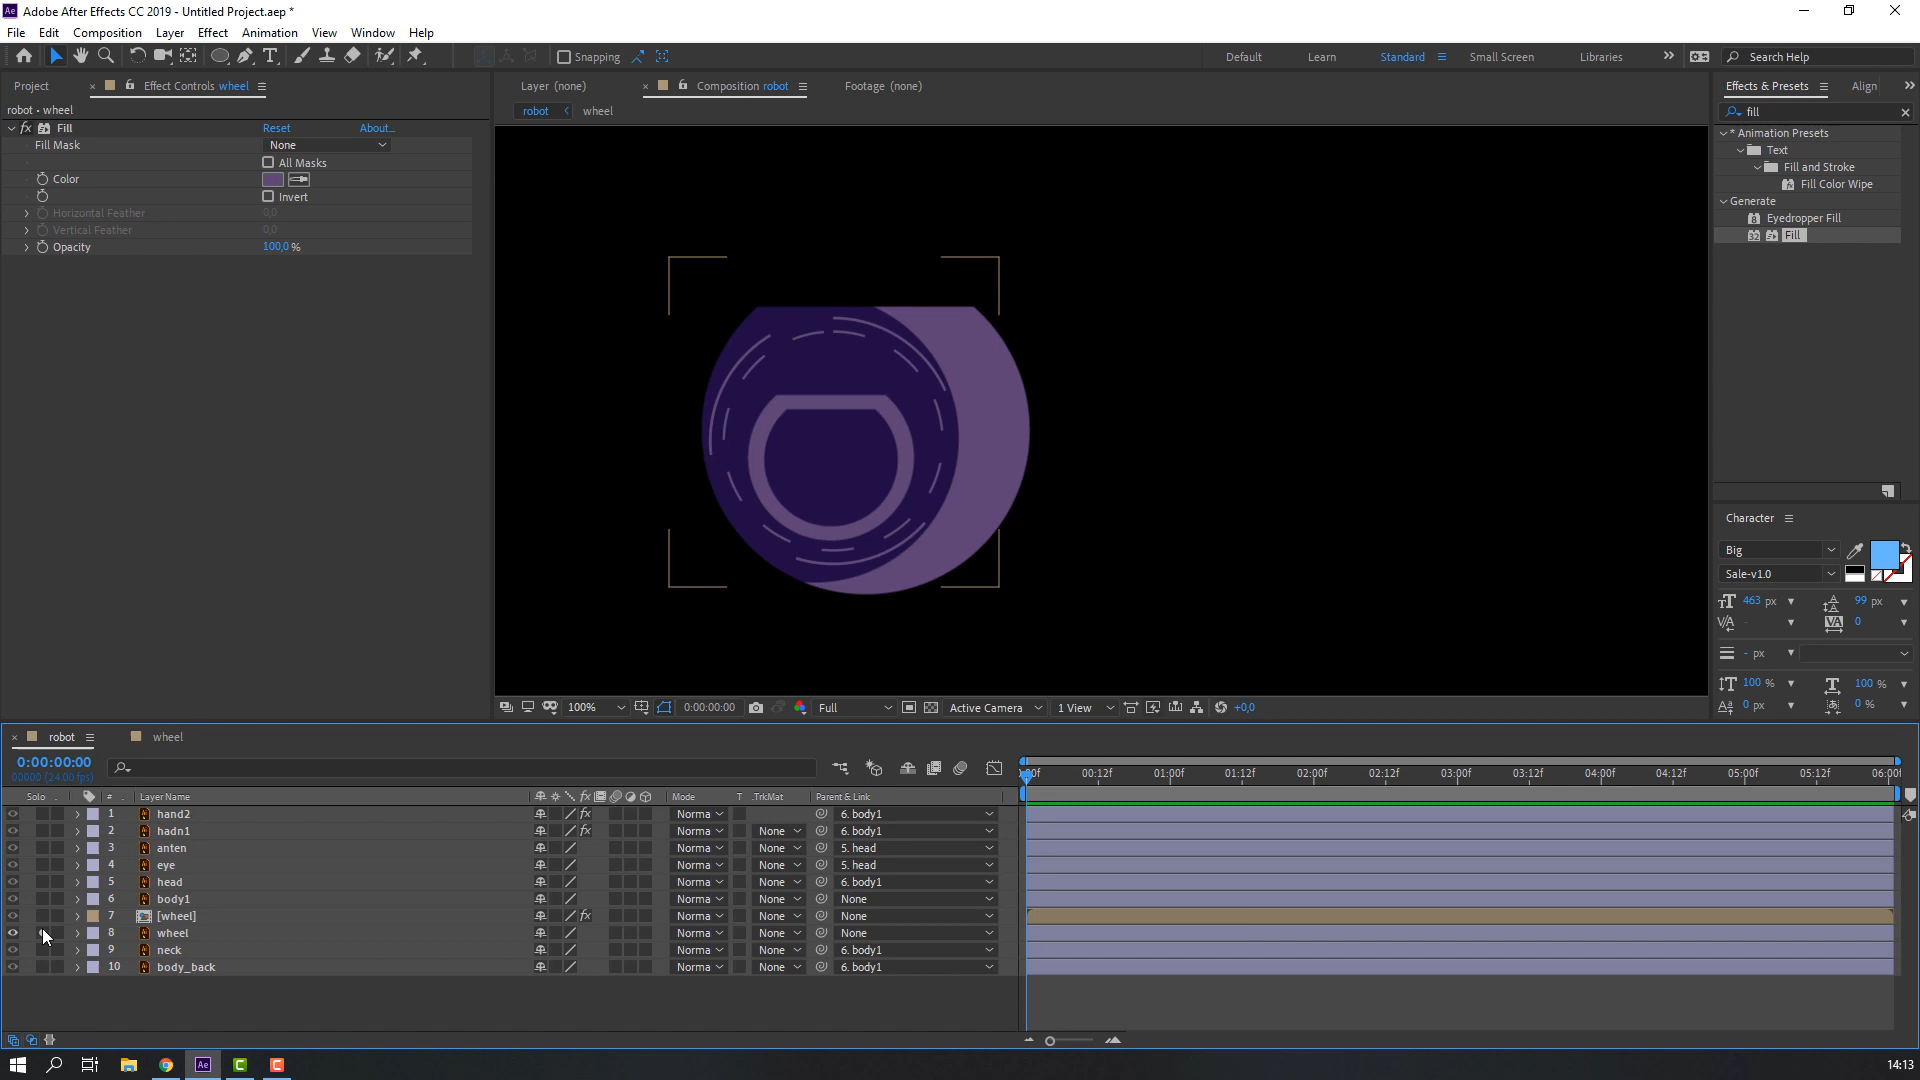 Adobe After Effects CC 2019 - Untitled Project.aep *
File Edit Composition Layer Effect Animation View Window Help
Snapping
Default Learn Standard Small Screen Libraries Search Help
Project Effect Controls wheel
Layer (none) Composition robot Footage (none)
Effects & Presets Align
robot • wheel
robot wheel
fill
fx Fill Reset About...
Fill Mask None
All Masks
Color
Invert
Horizontal Feather 0,0
Vertical Feather 0,0
Opacity 100,0 %
* Animation Presets
Text
Fill and Stroke
Fill Color Wipe
Generate
Eyedropper Fill
Fill
Character
Big
Sale-v1.0
463 px 99 px
0
- px
100 % 100 %
0 px 0 %
100% 0:00:00:00 Full Active Camera 1 View +0,0
robot wheel
0:00:00:00
00000 (24.00 fps)
00:12f 01:00f 01:12f 02:00f 02:12f 03:00f 03:12f 04:00f 04:12f 05:00f 05:12f 06:00f
Solo # Layer Name Mode T .TrkMat Parent & Link
1 hand2 Norma 6. body1
2 hadn1 Norma None 6. body1
3 anten Norma None 5. head
4 eye Norma None 5. head
5 head Norma None 6. body1
6 body1 Norma None None
7 [wheel] Norma None None
8 wheel Norma None None
9 neck Norma None 6. body1
10 body_back Norma None 6. body1
14:13